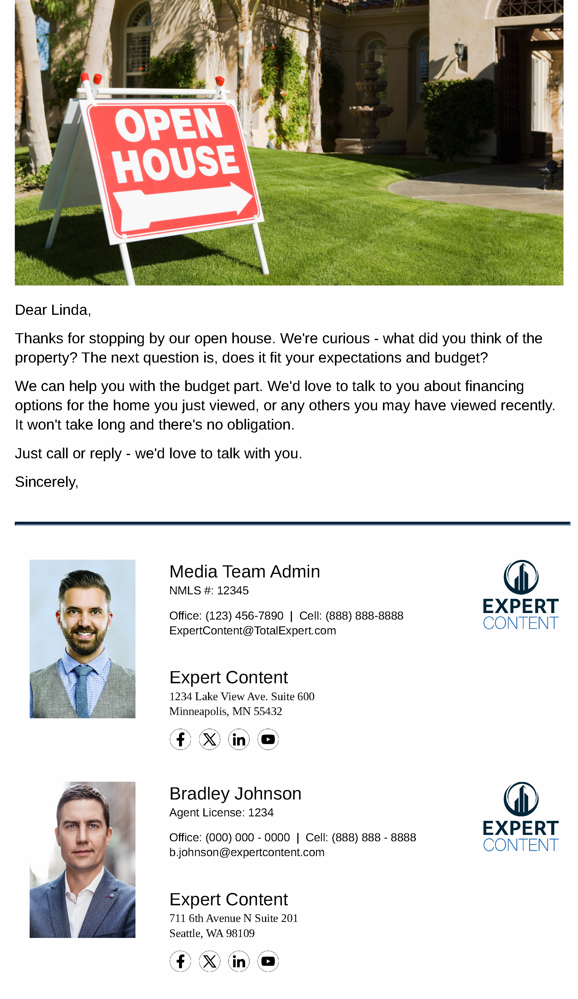 OPEN
HOUSE
Dear Linda,
Thanks for stopping by our open house. We're curious - what did you think of the
property? The next question is, does it fit your expectations and budget?
We can help you with the budget part. We'd love to talk to you about financing
options for the home you just viewed, or any others you may have viewed recently.
It won't take long and there's no obligation.
Just call or reply - we'd love to talk with you.
Sincerely,
Media Team Admin
NMLS #: 12345
Office: (123) 456-7890 | Cell: (888) 888-8888
ExpertContent@TotalExpert.com
EXPERT
CONTENT
Expert Content
1234 Lake View Ave. Suite 600
Minneapolis, MN 55432
Bradley Johnson
Agent License: 1234
Office: (000) 000 - 0000 | Cell: (888) 888 - 8888
b.johnson@expertcontent.com
EXPERT
CONTENT
Expert Content
711 6th Avenue N Suite 201
Seattle, WA 98109